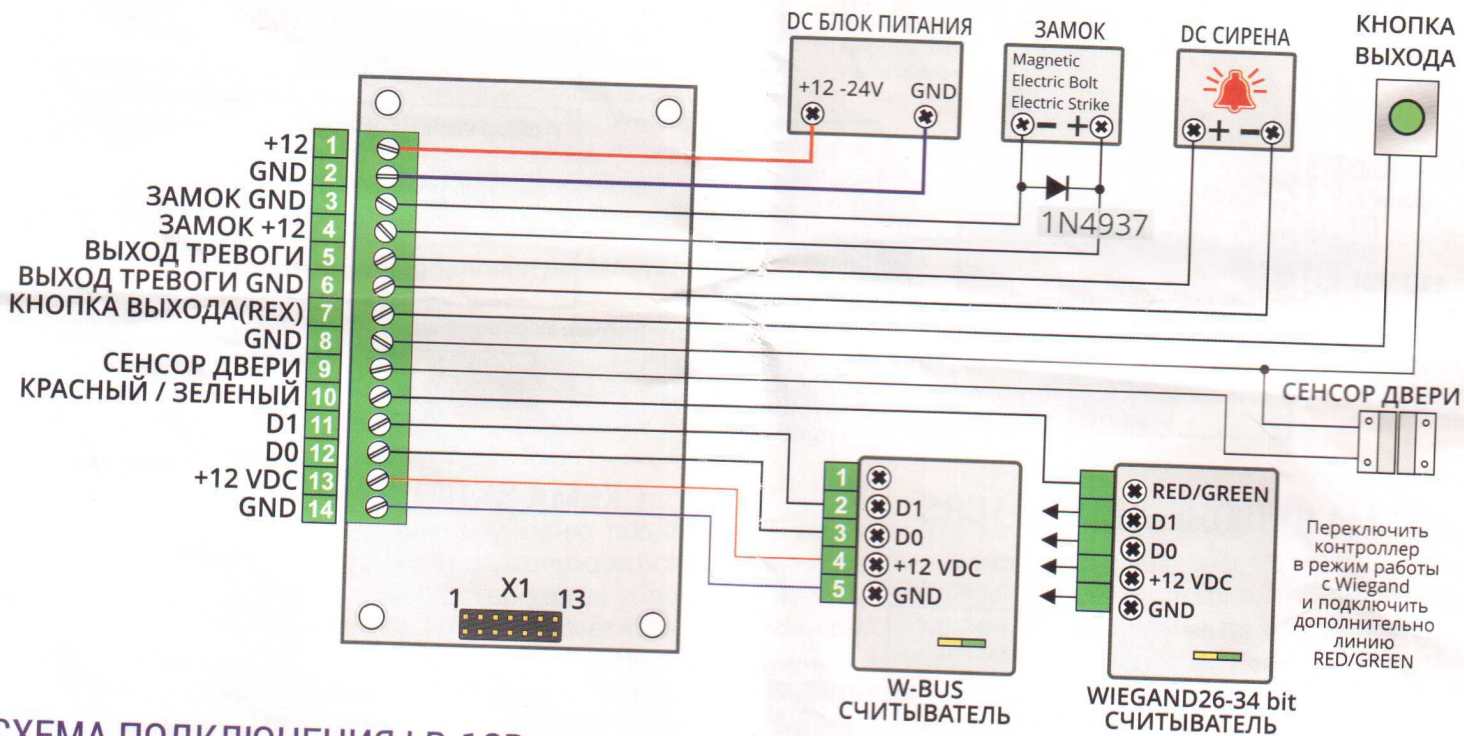 DC БЛОК ПИТАНИЯ
+12 -24V GND
ЗАМОК
Magnetic
Electric Bolt
Electric Strike
− +
DC СИРЕНА
+ −
КНОПКА
ВЫХОДА
1N4937
+12 1
GND 2
ЗАМОК GND 3
ЗАМОК +12 4
ВЫХОД ТРЕВОГИ 5
ВЫХОД ТРЕВОГИ GND 6
КНОПКА ВЫХОДА(REX) 7
GND 8
СЕНСОР ДВЕРИ 9
КРАСНЫЙ / ЗЕЛЕНЫЙ 10
D1 11
D0 12
+12 VDC 13
GND 14
X1
1 13
СЕНСОР ДВЕРИ
1
2 D1
3 D0
4 +12 VDC
5 GND
W-BUS
СЧИТЫВАТЕЛЬ
RED/GREEN
D1
D0
+12 VDC
GND
WIEGAND26-34 bit
СЧИТЫВАТЕЛЬ
Переключить
контроллер
в режим работы
с Wiegand
и подключить
дополнительно
линию
RED/GREEN
СХЕМА ПОДКЛЮЧЕНИЯ